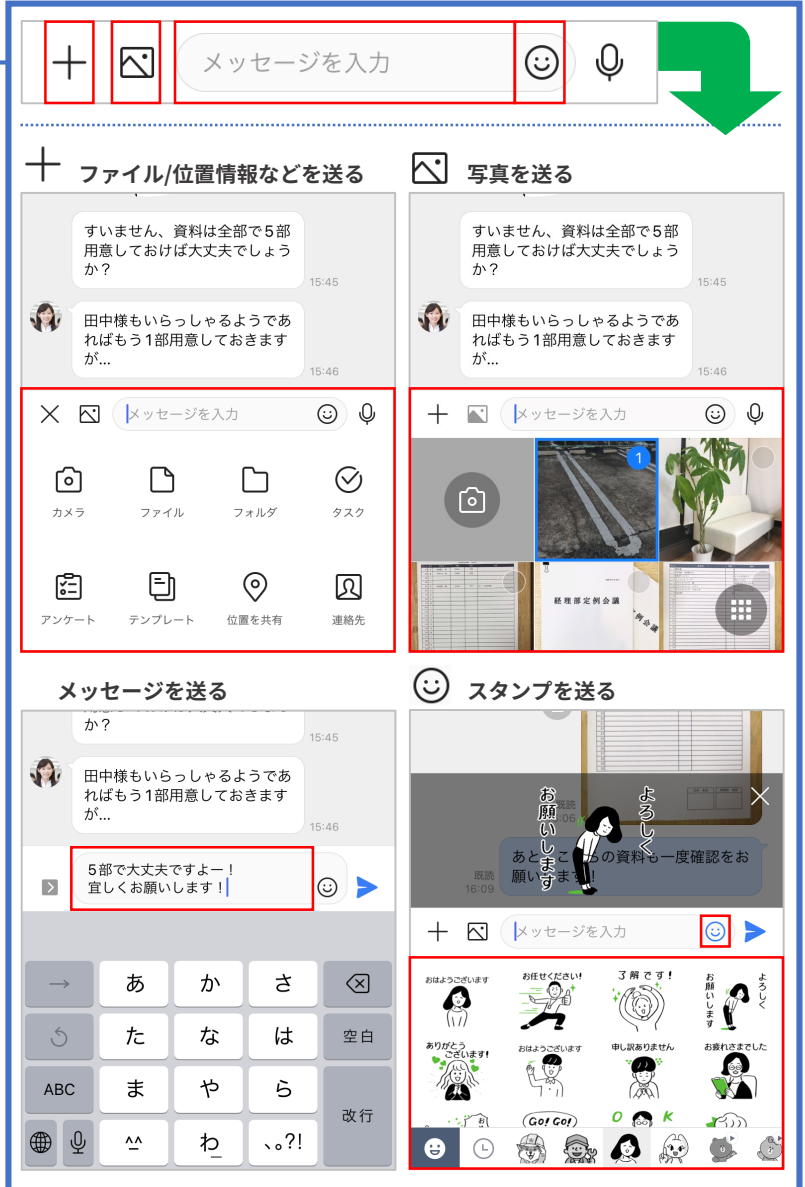 メッセージを入力
ファイル/位置情報などを送る
すいません、資料は全部で5部
用意しておけば大丈夫でしょう
か？
15:45
田中様もいらっしゃるようであ
ればもう1部用意しておきます
が...
15:46
メッセージを入力
カメラ
ファイル
フォルダ
タスク
アンケート
テンプレート
位置を共有
連絡先
写真を送る
すいません、資料は全部で5部
用意しておけば大丈夫でしょう
か？
15:45
田中様もいらっしゃるようであ
ればもう1部用意しておきます
が...
15:46
メッセージを入力
1
経理部定例会議
例会議
メッセージを送る
か？
15:45
田中様もいらっしゃるようであ
ればもう1部用意しておきます
が...
15:46
5部で大丈夫ですよー！
宜しくお願いします！
→
あ
か
さ
た
な
は
空白
ABC
ま
や
ら
改行
^^
わ
、。?!
スタンプを送る
よろしく
お願いします
既読
あと
の資料も一度確認をお
願い
既読
16:09
メッセージを入力
おはようございます
お任せください!
了解です!
よろしく
お願いします
ありがとう
ございます!
おはようございます
申し訳ありません
お疲れさまでした
GO! GO!
O K